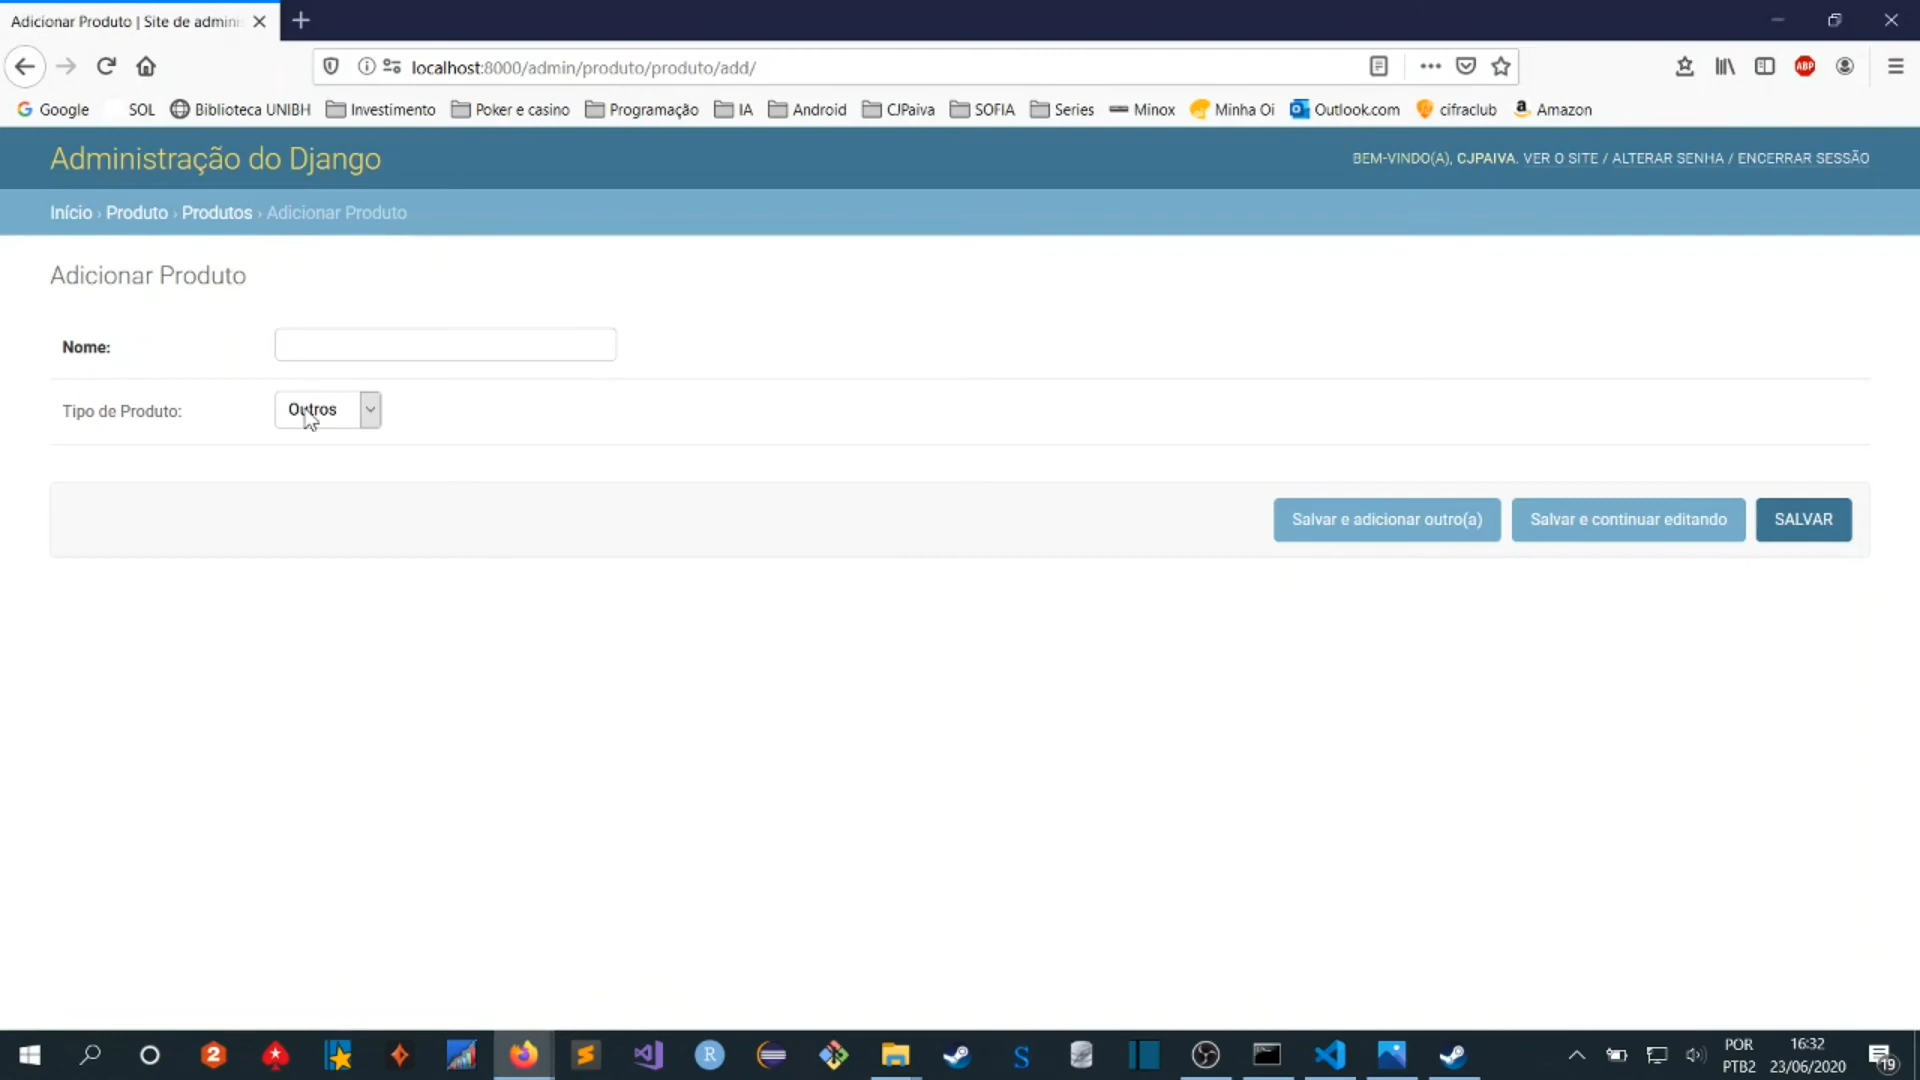 Adicionar Produto | Site de admini
localhost:8000/admin/produto/produto/add/
ABP
Google SOL Biblioteca UNIBH Investimento Poker e casino Programação IA Android CJPaiva SOFIA Series Minox Minha Oi Outlook.com cifraclub Amazon
Administração do Django
BEM-VINDO(A), CJPAIVA. VER O SITE / ALTERAR SENHA / ENCERRAR SESSÃO
Início › Produto › Produtos › Adicionar Produto
Adicionar Produto
Nome:
Tipo de Produto: Outros
Salvar e adicionar outro(a) Salvar e continuar editando SALVAR
POR 16:32
PTB2 23/06/2020 19